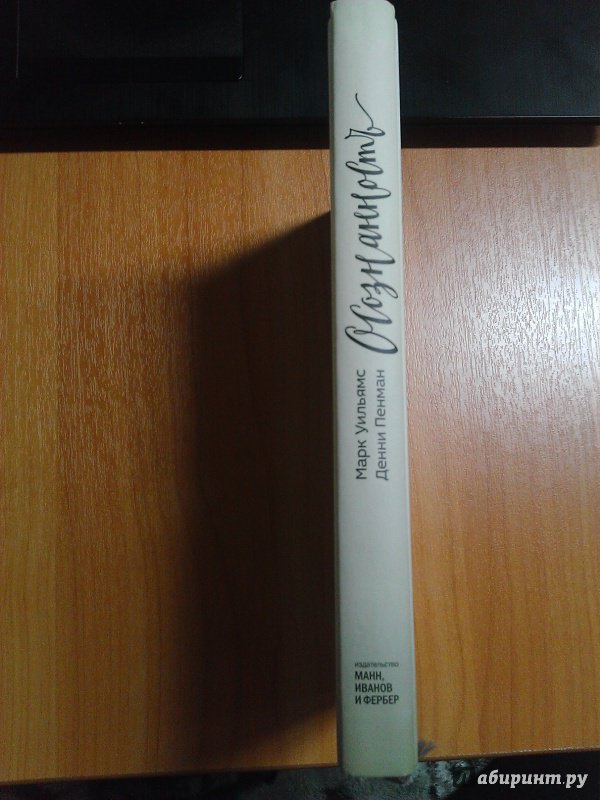 Осознанность
Марк Уильямс
Денни Пенман
издательство
МАНН,
ИВАНОВ
И ФЕРБЕР
абиринт.ру